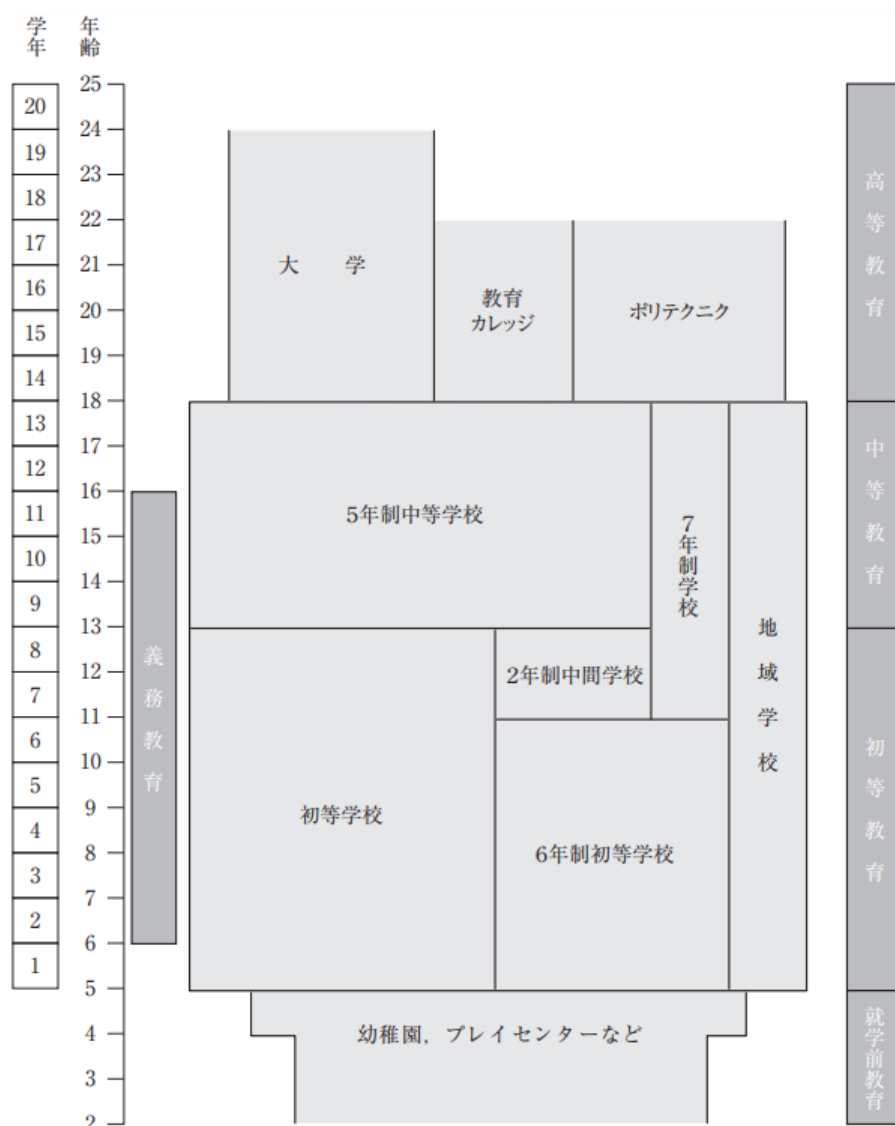 学年
年齢
25
20
24
19
23
18
22
17
21
16
20
15
19
14
18
13
17
12
16
11
15
10
14
9
13
8
12
7
11
6
10
5
9
4
8
3
7
2
6
1
5
4
3
2
義務教育
大学
教育
カレッジ
ポリテクニク
5年制中等学校
7年制学校
地域学校
2年制中間学校
初等学校
6年制初等学校
幼稚園，プレイセンターなど
高等教育
中等教育
初等教育
就学前教育